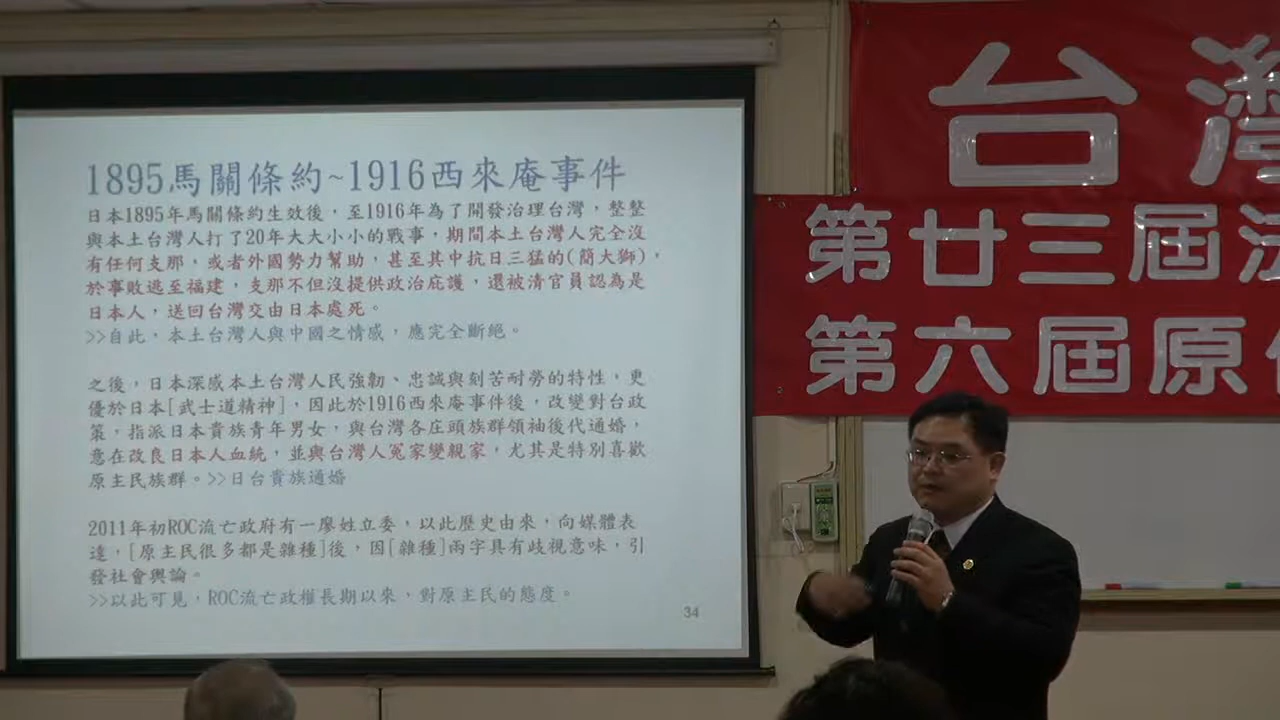 1895馬關條約~1916西來庵事件
日本1895年馬關條約生效後，至1916年為了開發治理台灣，整整
與本土台灣人打了20年大大小小的戰事，期間本土台灣人完全沒
有任何支那，或者外國勢力幫助，甚至其中抗日三猛的(簡大獅)，
於事敗逃至福建，支那不但沒提供政治庇護，還被清官員認為是
日本人，送回台灣交由日本處死。
>>自此，本土台灣人與中國之情感，應完全斷絕。
之後，日本深感本土台灣人民強韌、忠誠與刻苦耐勞的特性，更
優於日本[武士道精神]，因此於1916西來庵事件後，改變對台政
策，指派日本貴族青年男女，與台灣各庄頭族群領袖後代通婚，
意在改良日本人血統，並與台灣人冤家變親家，尤其是特別喜歡
原主民族群。>>日台貴族通婚
2011年初ROC流亡政府有一廖姓立委，以此歷史由來，向媒體表
達，[原主民很多都是雜種]後，因[雜種]兩字具有歧視意味，引
發社會輿論。
>>以此可見，ROC流亡政權長期以來，對原主民的態度。
34
台灣
第廿三屆法
第六屆原